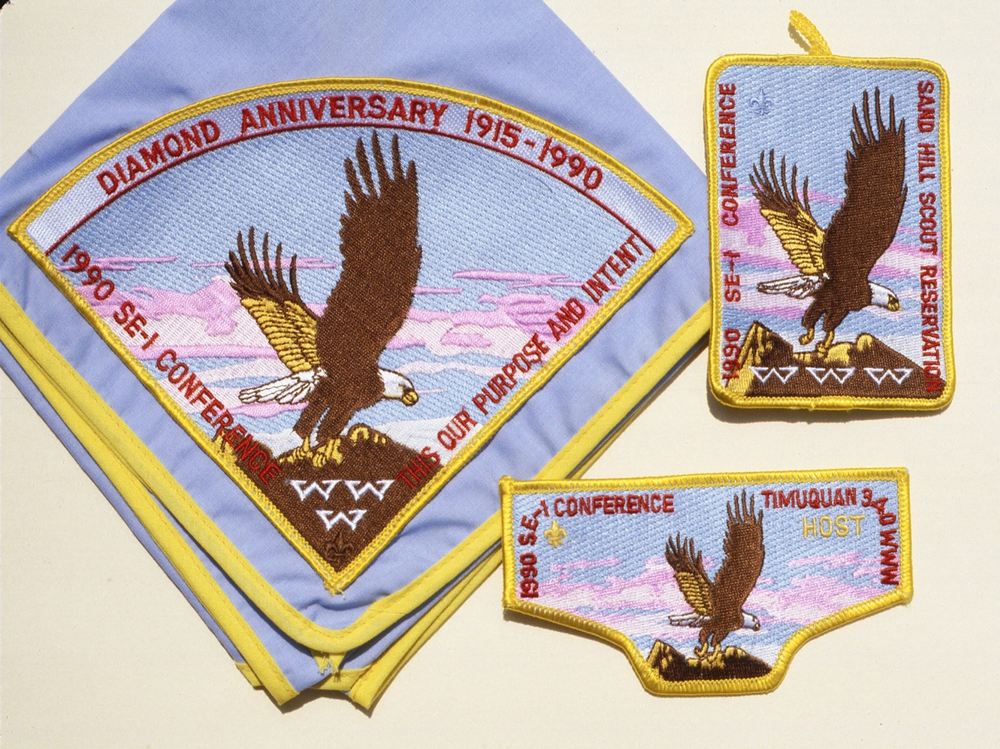 DIAMOND ANNIVERSARY 1915-1990
1990 SE-1 CONFERENCE
THIS OUR PURPOSE AND INTENT
W W
W
1990 SE-1 CONFERENCE
SAND HILL SCOUT RESERVATION
W W W
1990 S.E.-1 CONFERENCE
TIMUQUAN 340 WWW
HOST